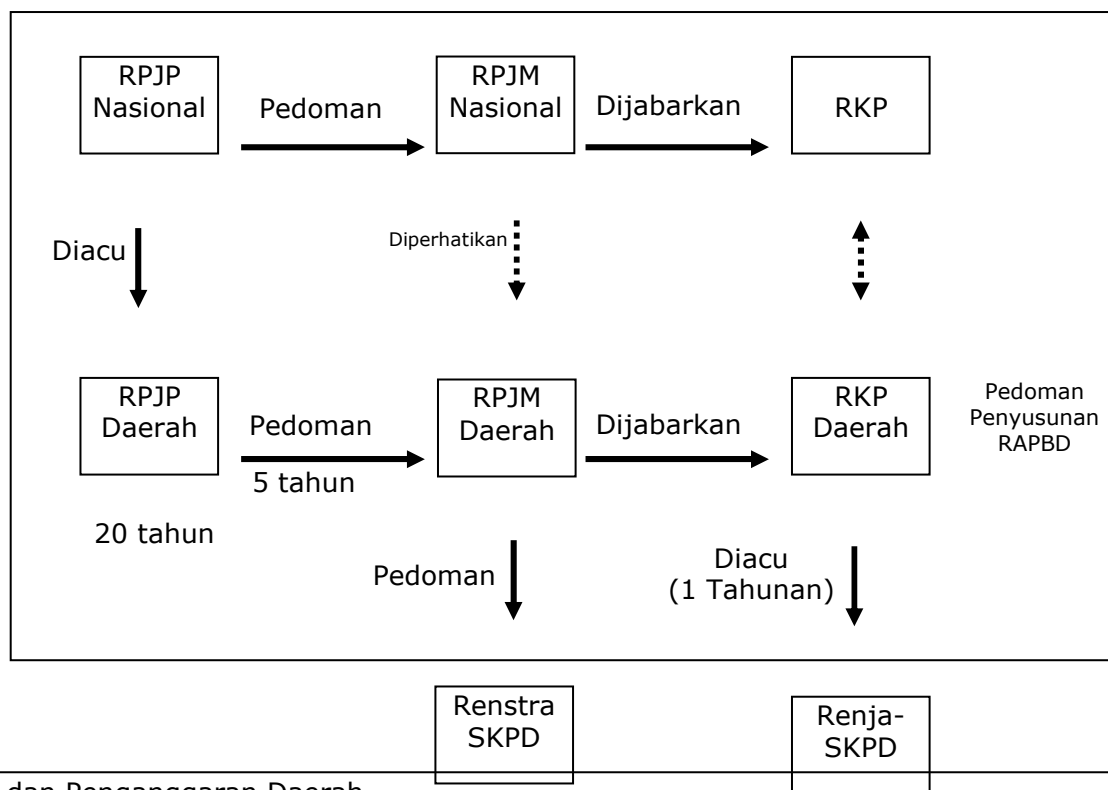 RPJP
Nasional
Pedoman
RPJM
Nasional
Dijabarkan
RKP
Diacu
Diperhatikan
RPJP
Daerah
Pedoman
5 tahun
RPJM
Daerah
Dijabarkan
RKP
Daerah
Pedoman
Penyusunan
RAPBD
20 tahun
Pedoman
Diacu
(1 Tahunan)
Renstra
SKPD
Renja-
SKPD
dan Penganggaran Daerah